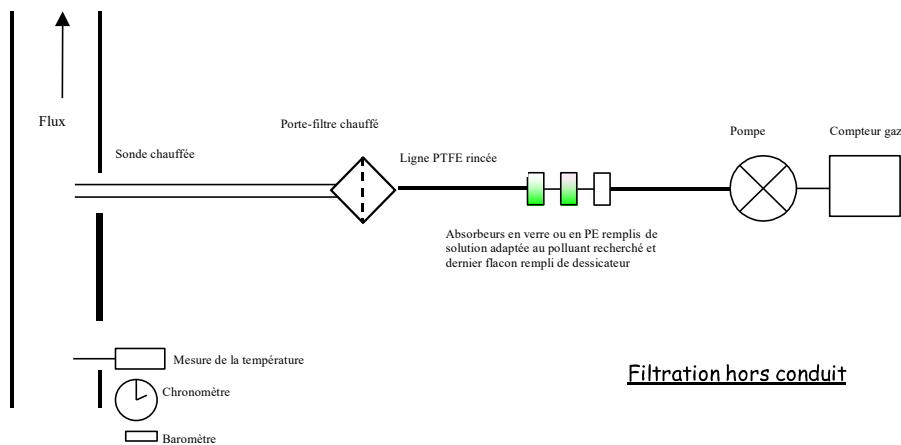 Flux
Sonde chauffée
Porte-filtre chauffé
Ligne PTFE rincée
Pompe
Compteur gaz
Absorbeurs en verre ou en PE remplis de
solution adaptée au polluant recherché et
dernier flacon rempli de dessicateur
Mesure de la température
Chronomètre
Baromètre
Filtration hors conduit